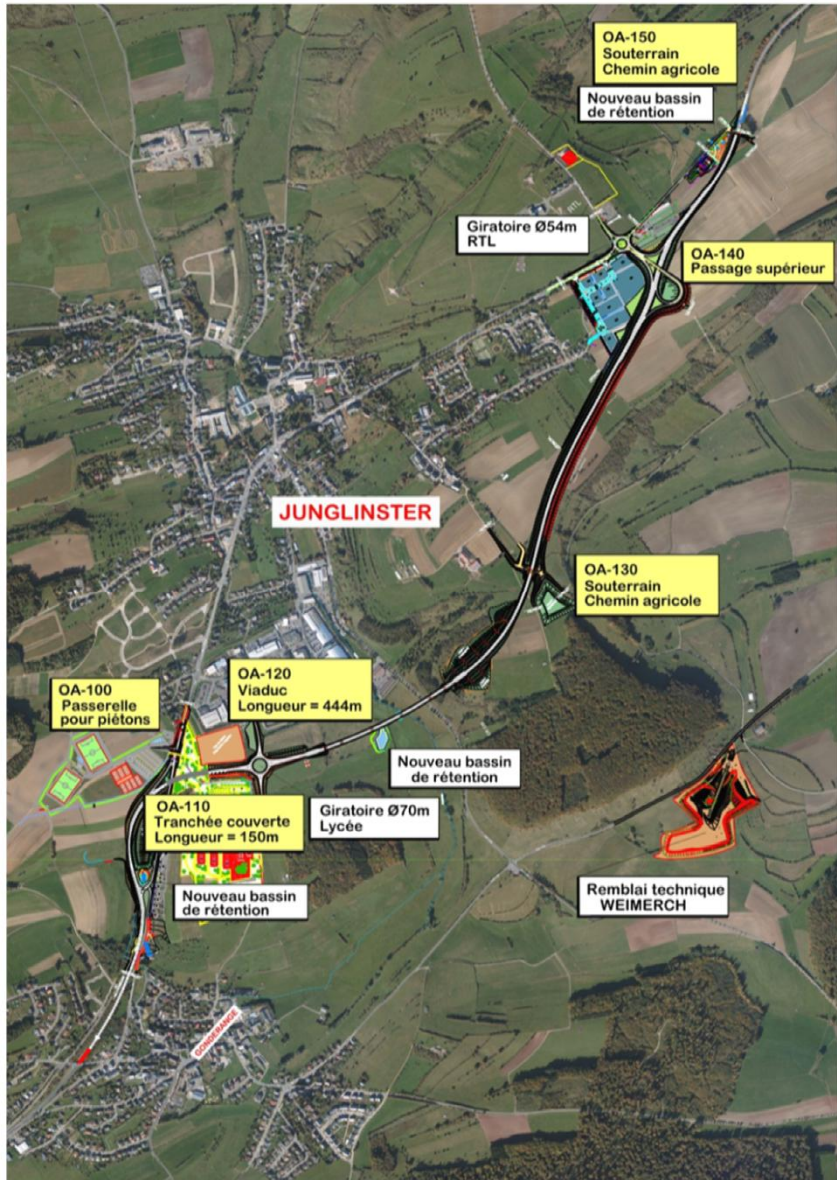 OA-150
Souterrain
Chemin agricole
Nouveau bassin
de rétention
RTL
Giratoire Ø54m
RTL
OA-140
Passage supérieur
JUNGLINSTER
OA-130
Souterrain
Chemin agricole
OA-100
Passerelle
pour piétons
OA-120
Viaduc
Longueur = 444m
Nouveau bassin
de rétention
OA-110
Tranchée couverte
Longueur = 150m
Giratoire Ø70m
Lycée
Nouveau bassin
de rétention
Remblai technique
WEIMERCH
GONDERANGE